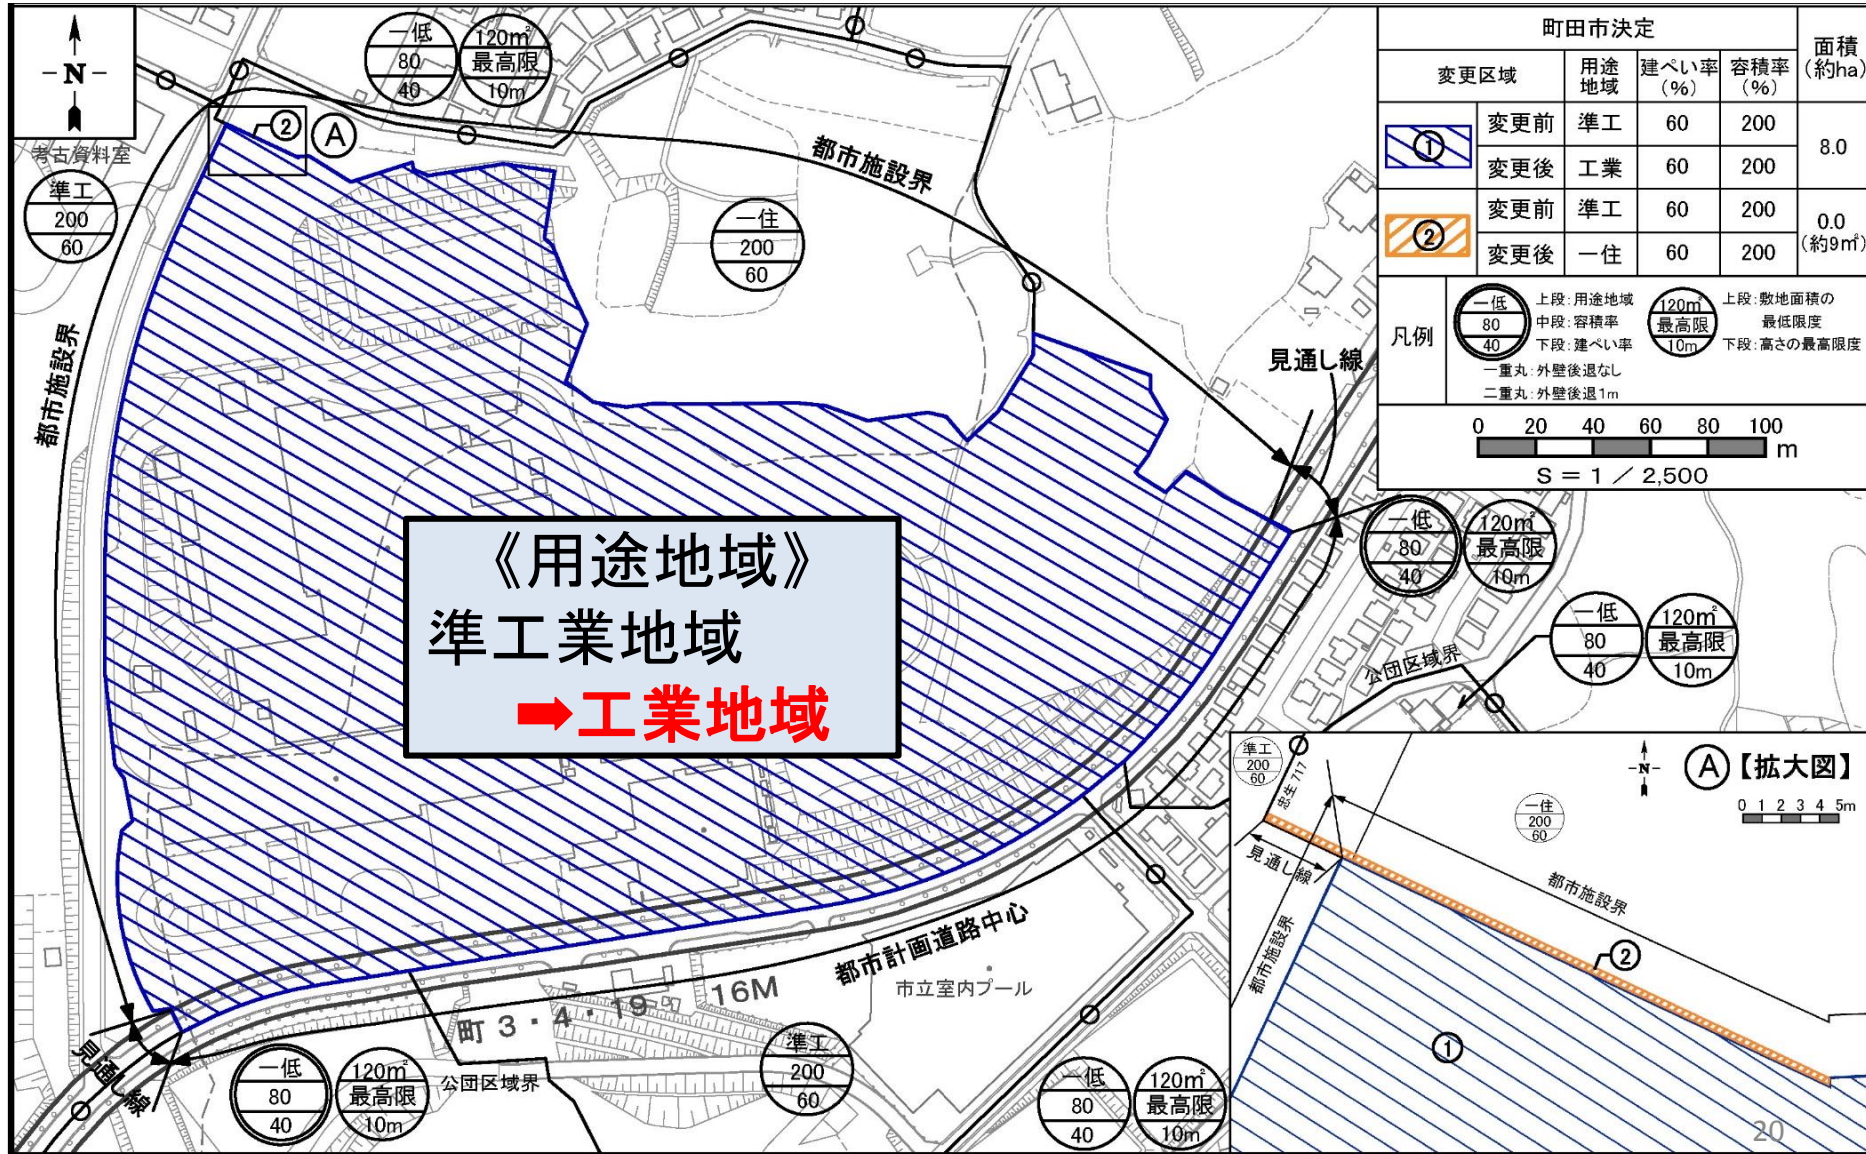 N
考古資料室
準工
200
60
一低
80
40
120㎡
最高限
10m
②
A
都市施設界
一住
200
60
都市施設界
見通し線
町田市決定
変更区域
用途
地域
建ぺい率
(%)
容積率
(%)
面積
(約ha)
①
変更前 準工 60 200
変更後 工業 60 200
8.0
②
変更前 準工 60 200
変更後 一住 60 200
0.0
(約9㎡)
凡例
一低
80
40
上段:用途地域
中段:容積率
下段:建ぺい率
120㎡
最高限
10m
上段:敷地面積の
最低限度
下段:高さの最高限度
一重丸:外壁後退なし
二重丸:外壁後退1m
0 20 40 60 80 100
m
S = 1 / 2,500
《用途地域》
準工業地域
➡工業地域
一低
80
40
120㎡
最高限
10m
一低
80
40
120㎡
最高限
10m
公団区域界
都市計画道路中心
市立室内プール
町 3・4・19 16M
見通し線
一低
80
40
120㎡
最高限
10m
公団区域界
準工
200
60
一低
80
40
120㎡
最高限
10m
準工
200
60
忠生 717
N
A【拡大図】
0 1 2 3 4 5m
一住
200
60
見通し線
都市施設界
都市施設界
②
①
20